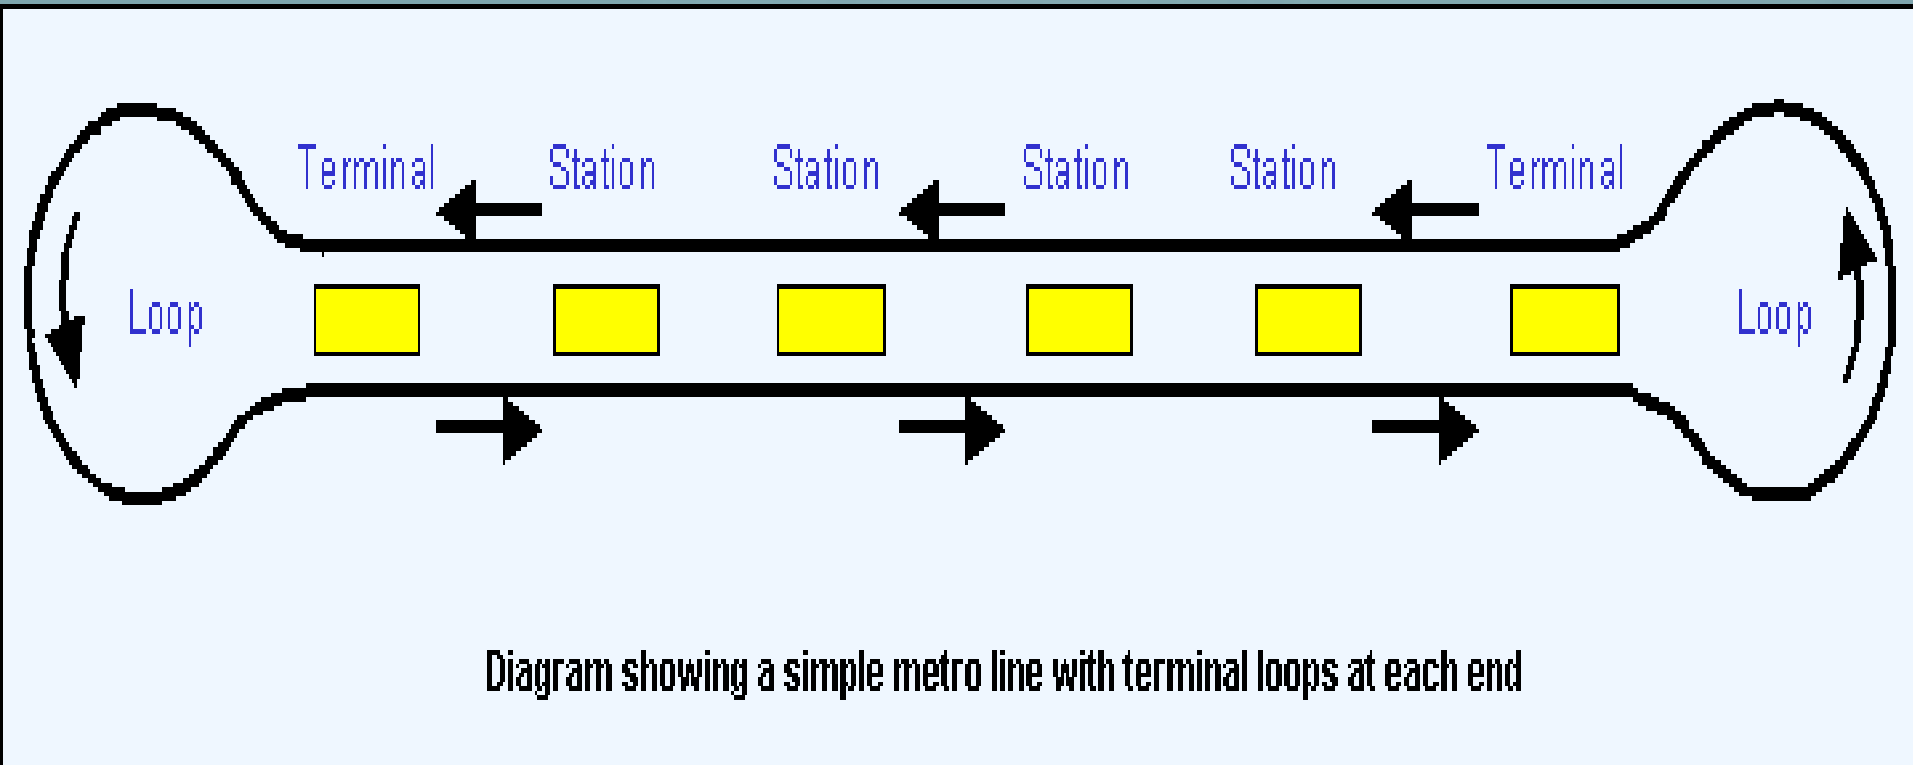 Terminal Station Station Station Station Terminal
Loop Loop
Diagram showing a simple metro line with terminal loops at each end